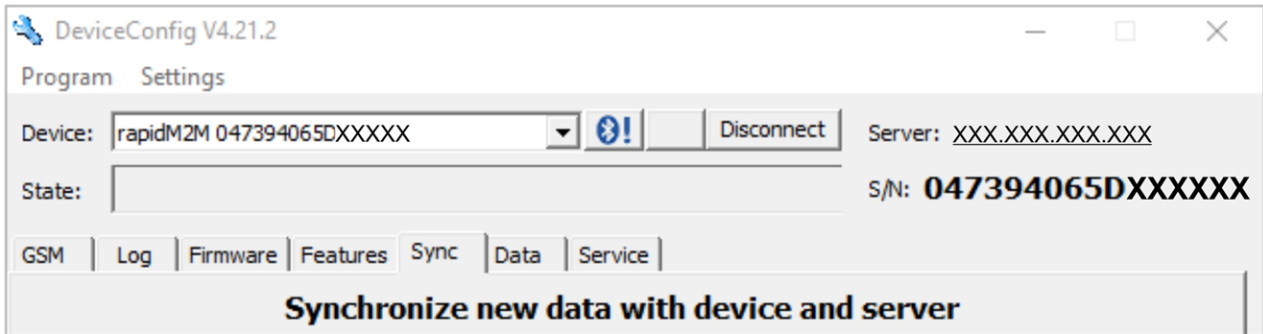 DeviceConfig V4.21.2
Program Settings
Device: rapidM2M 047394065DXXXXX ! Disconnect Server: XXX.XXX.XXX.XXX
State: S/N: 047394065DXXXXXX
GSM Log Firmware Features Sync Data Service
Synchronize new data with device and server